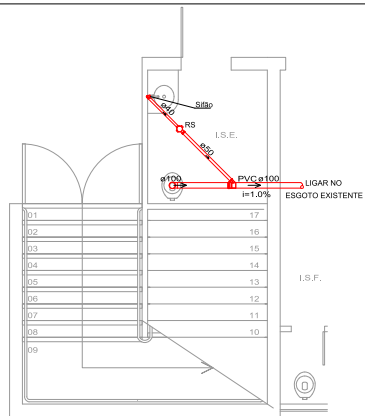 Sifão
ø40
RS
I.S.E.
ø50
ø100
PVC ø100
i=1.0%
LIGAR NO
ESGOTO EXISTENTE
01
17
02
16
03
15
04
14
I.S.F.
05
13
06
12
07
11
08
10
09